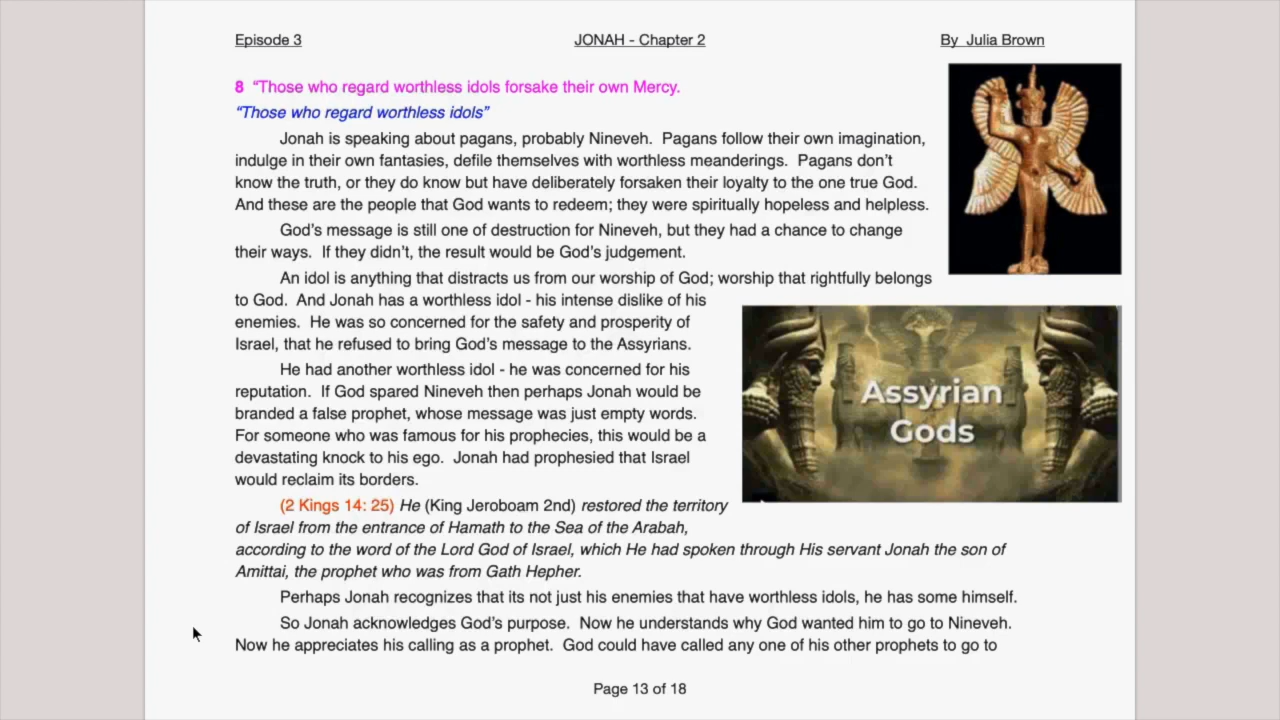 Episode 3 JONAH - Chapter 2 By Julia Brown
8 “Those who regard worthless idols forsake their own Mercy.
“Those who regard worthless idols”
Jonah is speaking about pagans, probably Nineveh. Pagans follow their own imagination,
indulge in their own fantasies, defile themselves with worthless meanderings. Pagans don’t
know the truth, or they do know but have deliberately forsaken their loyalty to the one true God.
And these are the people that God wants to redeem; they were spiritually hopeless and helpless.
God’s message is still one of destruction for Nineveh, but they had a chance to change
their ways. If they didn’t, the result would be God’s judgement.
An idol is anything that distracts us from our worship of God; worship that rightfully belongs
to God. And Jonah has a worthless idol - his intense dislike of his
enemies. He was so concerned for the safety and prosperity of
Israel, that he refused to bring God’s message to the Assyrians.
He had another worthless idol - he was concerned for his
reputation. If God spared Nineveh then perhaps Jonah would be
branded a false prophet, whose message was just empty words.
For someone who was famous for his prophecies, this would be a
devastating knock to his ego. Jonah had prophesied that Israel
would reclaim its borders.
Assyrian
Gods
(2 Kings 14: 25) He (King Jeroboam 2nd) restored the territory
of Israel from the entrance of Hamath to the Sea of the Arabah,
according to the word of the Lord God of Israel, which He had spoken through His servant Jonah the son of
Amittai, the prophet who was from Gath Hepher.
Perhaps Jonah recognizes that its not just his enemies that have worthless idols, he has some himself.
So Jonah acknowledges God’s purpose. Now he understands why God wanted him to go to Nineveh.
Now he appreciates his calling as a prophet. God could have called any one of his other prophets to go to
Page 13 of 18